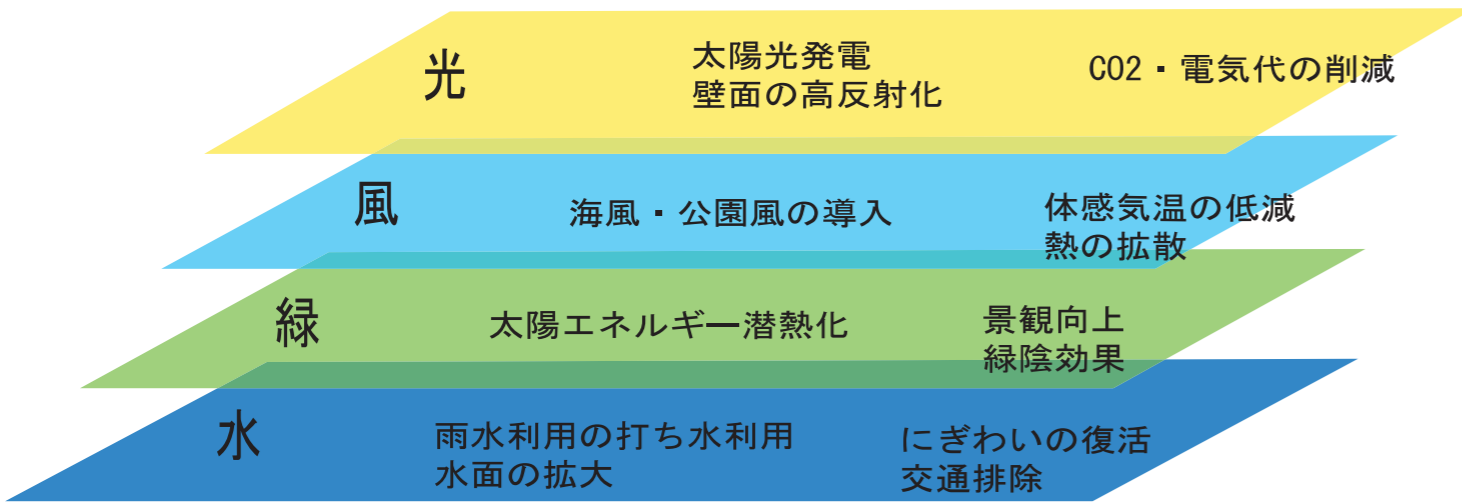 光
太陽光発電
壁面の高反射化
CO2・電気代の削減
風
海風・公園風の導入
体感気温の低減
熱の拡散
緑
太陽エネルギー潜熱化
景観向上
緑陰効果
水
雨水利用の打ち水利用
水面の拡大
にぎわいの復活
交通排除